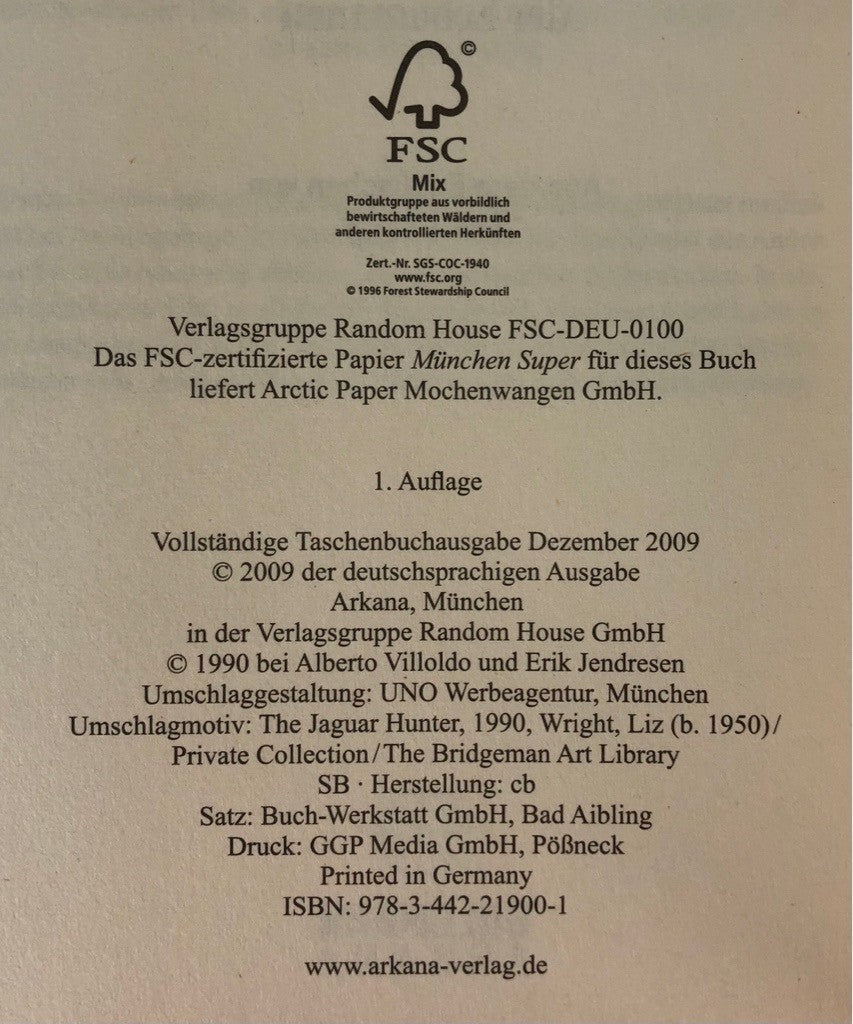 ©
FSC
Mix
Produktgruppe aus vorbildlich
bewirtschafteten Wäldern und
anderen kontrollierten Herkünften
Zert.-Nr. SGS-COC-1940
www.fsc.org
© 1996 Forest Stewardship Council
Verlagsgruppe Random House FSC-DEU-0100
Das FSC-zertifizierte Papier München Super für dieses Buch
liefert Arctic Paper Mochenwangen GmbH.
1. Auflage
Vollständige Taschenbuchausgabe Dezember 2009
© 2009 der deutschsprachigen Ausgabe
Arkana, München
in der Verlagsgruppe Random House GmbH
© 1990 bei Alberto Villoldo und Erik Jendresen
Umschlaggestaltung: UNO Werbeagentur, München
Umschlagmotiv: The Jaguar Hunter, 1990, Wright, Liz (b. 1950)/
Private Collection/The Bridgeman Art Library
SB · Herstellung: cb
Satz: Buch-Werkstatt GmbH, Bad Aibling
Druck: GGP Media GmbH, Pößneck
Printed in Germany
ISBN: 978-3-442-21900-1
www.arkana-verlag.de